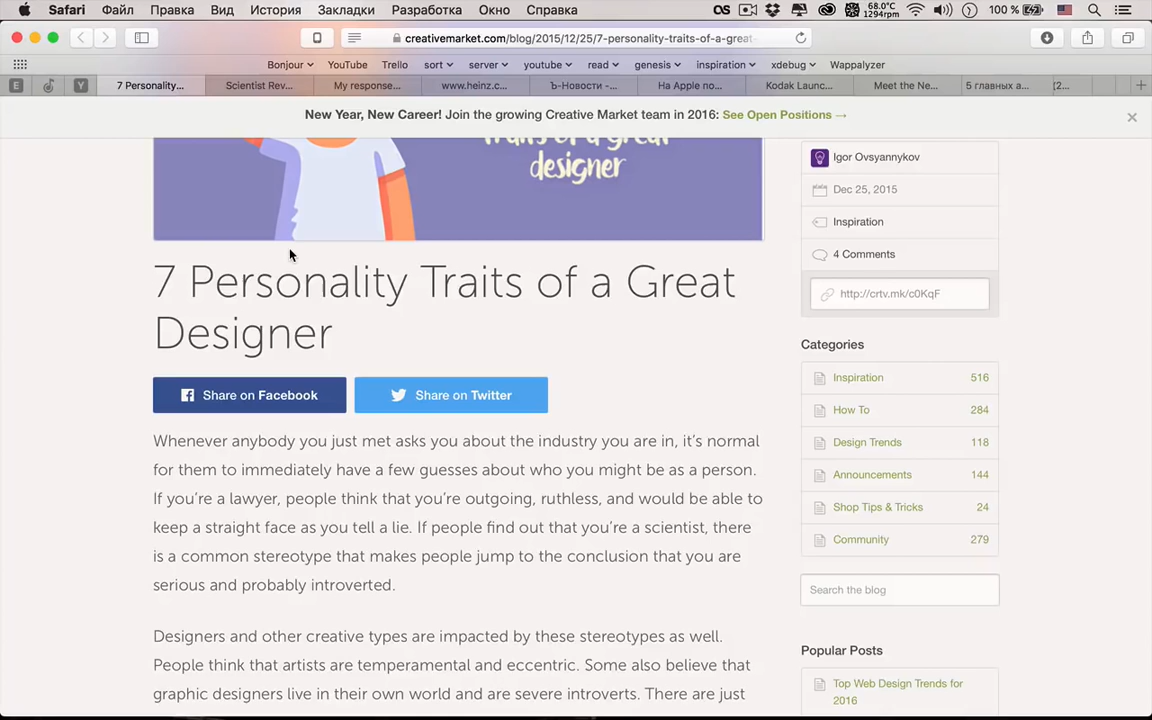 Safari Файл Правка Вид История Закладки Разработка Окно Справка 68.0°C 1294rpm 100 %
creativemarket.com/blog/2015/12/25/7-personality-traits-of-a-great-
Bonjour YouTube Trello sort server youtube read genesis inspiration xdebug Wappalyzer
E Y 7 Personality... Scientist Rev... My response... www.heinz.c... Ъ-Новости -... На Apple по... Kodak Launc... Meet the Ne... 5 главных а... (2...
New Year, New Career! Join the growing Creative Market team in 2016: See Open Positions →
traits of a great
designer
Igor Ovsyannykov
Dec 25, 2015
Inspiration
4 Comments
http://crtv.mk/c0KqF
7 Personality Traits of a Great
Designer
Share on Facebook Share on Twitter
Whenever anybody you just met asks you about the industry you are in, it's normal
for them to immediately have a few guesses about who you might be as a person.
If you're a lawyer, people think that you're outgoing, ruthless, and would be able to
keep a straight face as you tell a lie. If people find out that you're a scientist, there
is a common stereotype that makes people jump to the conclusion that you are
serious and probably introverted.
Designers and other creative types are impacted by these stereotypes as well.
People think that artists are temperamental and eccentric. Some also believe that
graphic designers live in their own world and are severe introverts. There are just
Categories
Inspiration 516
How To 284
Design Trends 118
Announcements 144
Shop Tips & Tricks 24
Community 279
Search the blog
Popular Posts
Top Web Design Trends for
2016